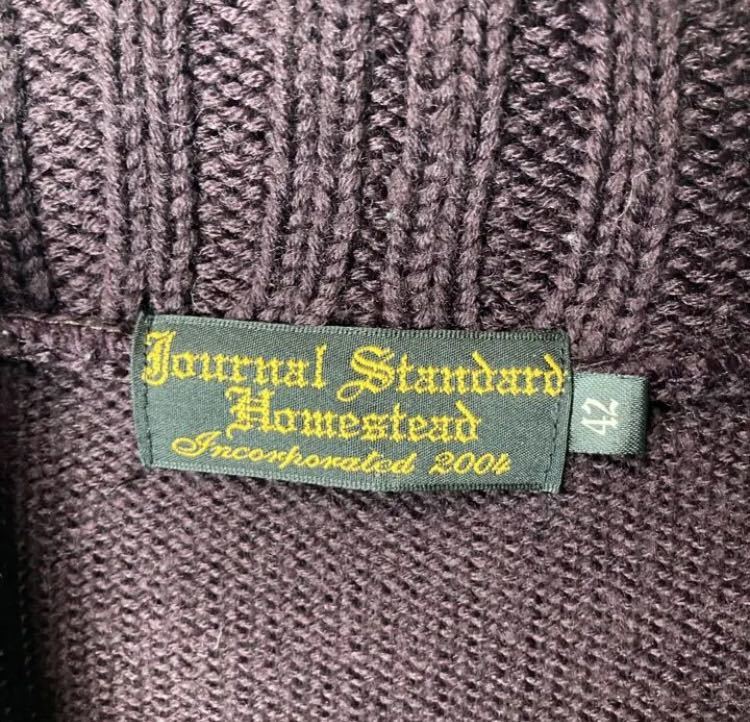 Journal Standard
Homestead
Incorporated 2004
42